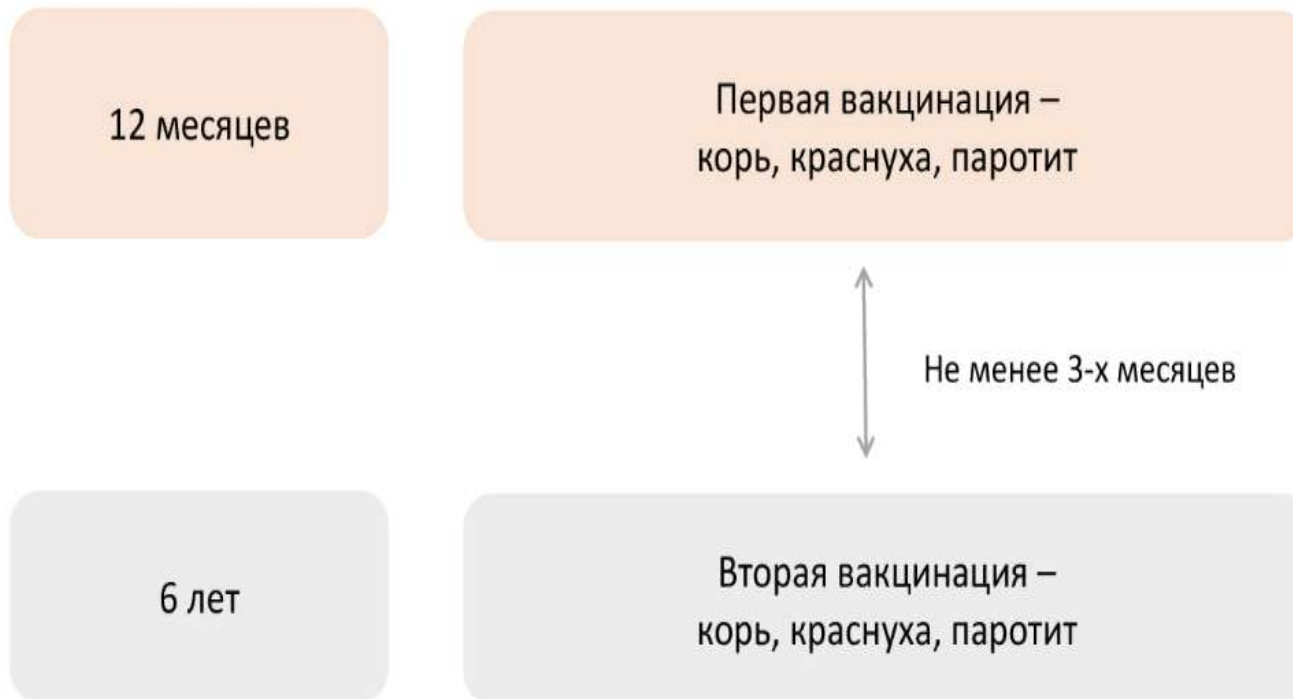 12 месяцев
Первая вакцинация –
корь, краснуха, паротит
Не менее 3-х месяцев
6 лет
Вторая вакцинация –
корь, краснуха, паротит